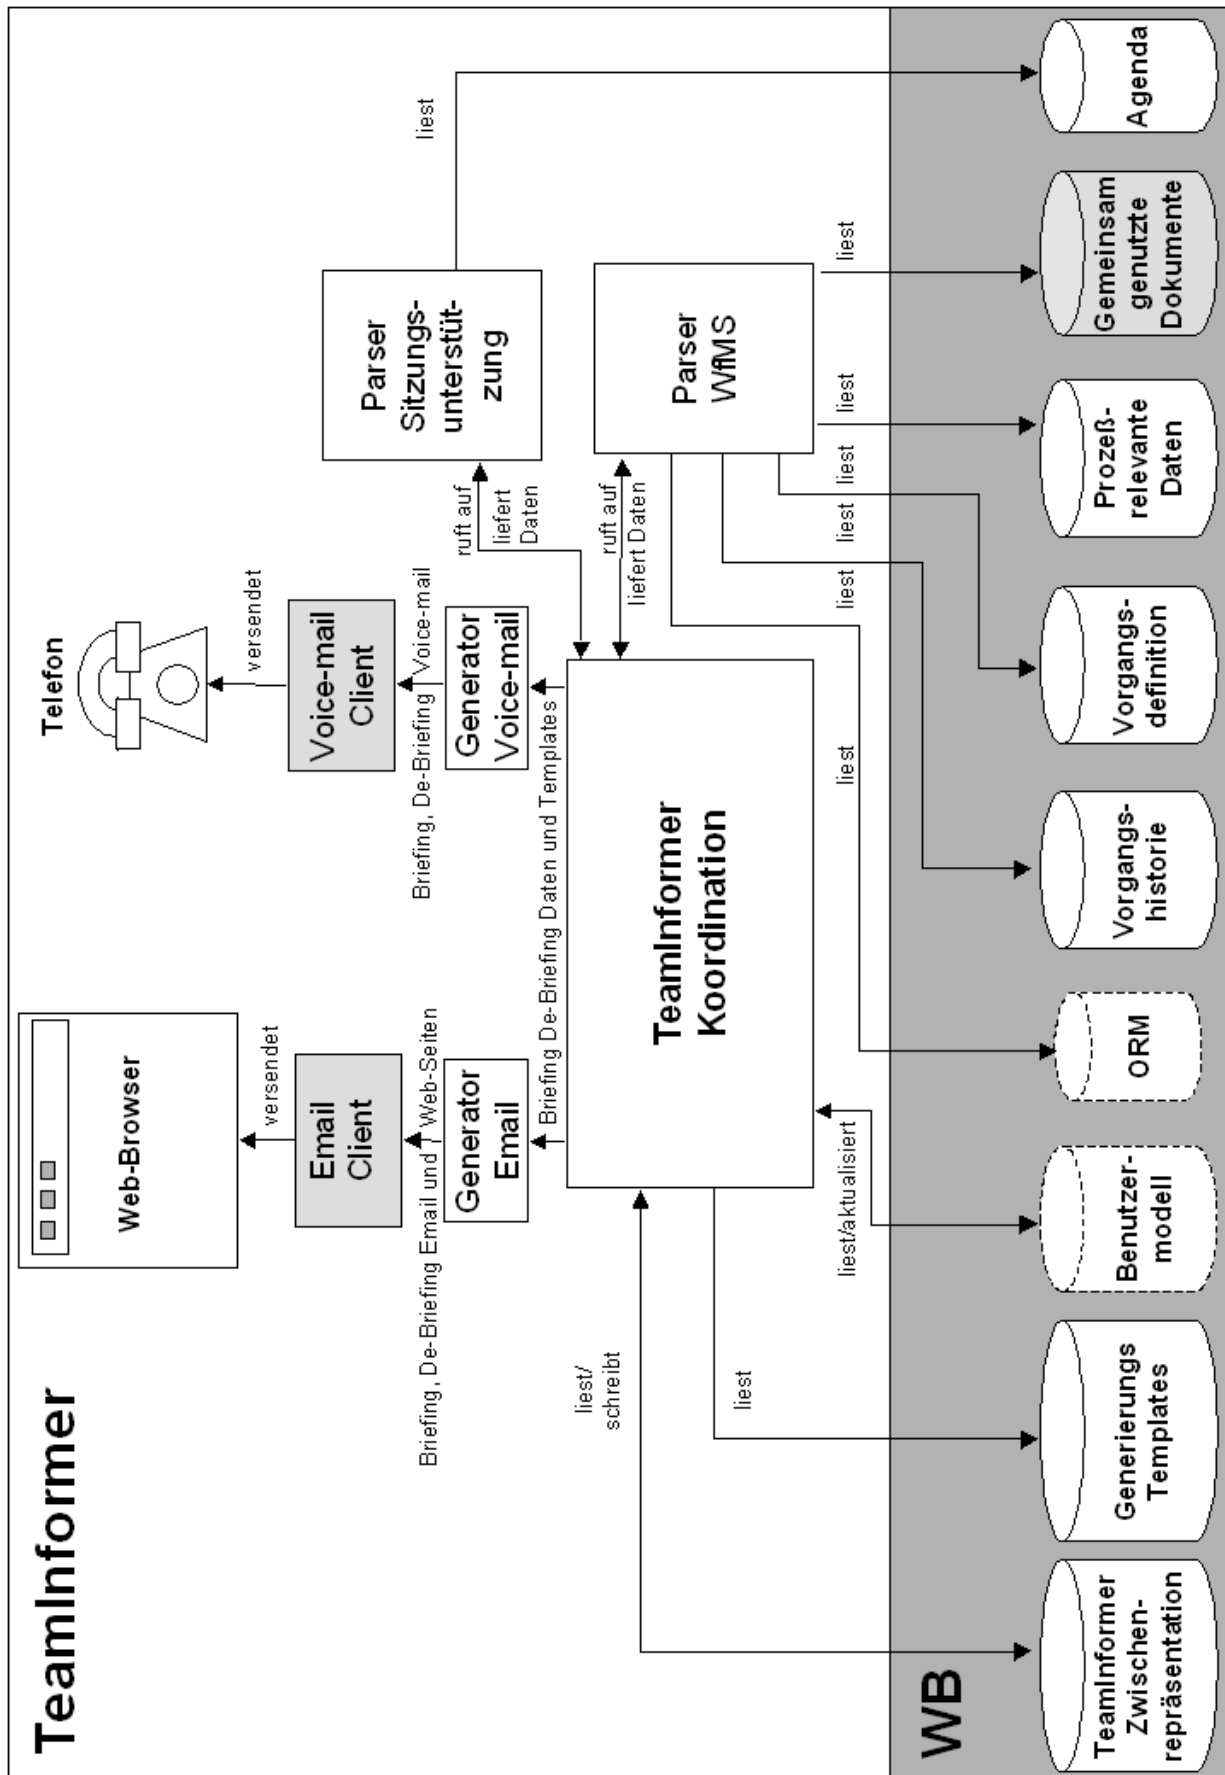 TeamInformer
Web-Browser
Telefon
versendet
versendet
Email
Client
Voice-mail
Client
Briefing, De-Briefing Email und Web-Seiten
Briefing, De-Briefing Voice-mail
Generator
Email
Generator
Voice-mail
Briefing De-Briefing Daten und Templates
Parser
Sitzungs-
unterstüt-
zung
liest
ruft auf
liefert
Daten
TeamInformer
Koordination
ruft auf
liefert Daten
Parser
WfMS
liest/
schreibt
liest
liest/aktualisiert
liest
liest
liest
liest
liest
liest
WB
TeamInformer
Zwischen-
repräsentation
Generierungs
Templates
Benutzer-
modell
ORM
Vorgangs-
historie
Vorgangs-
definition
Prozeß-
relevante
Daten
Gemeinsam
genutzte
Dokumente
Agenda